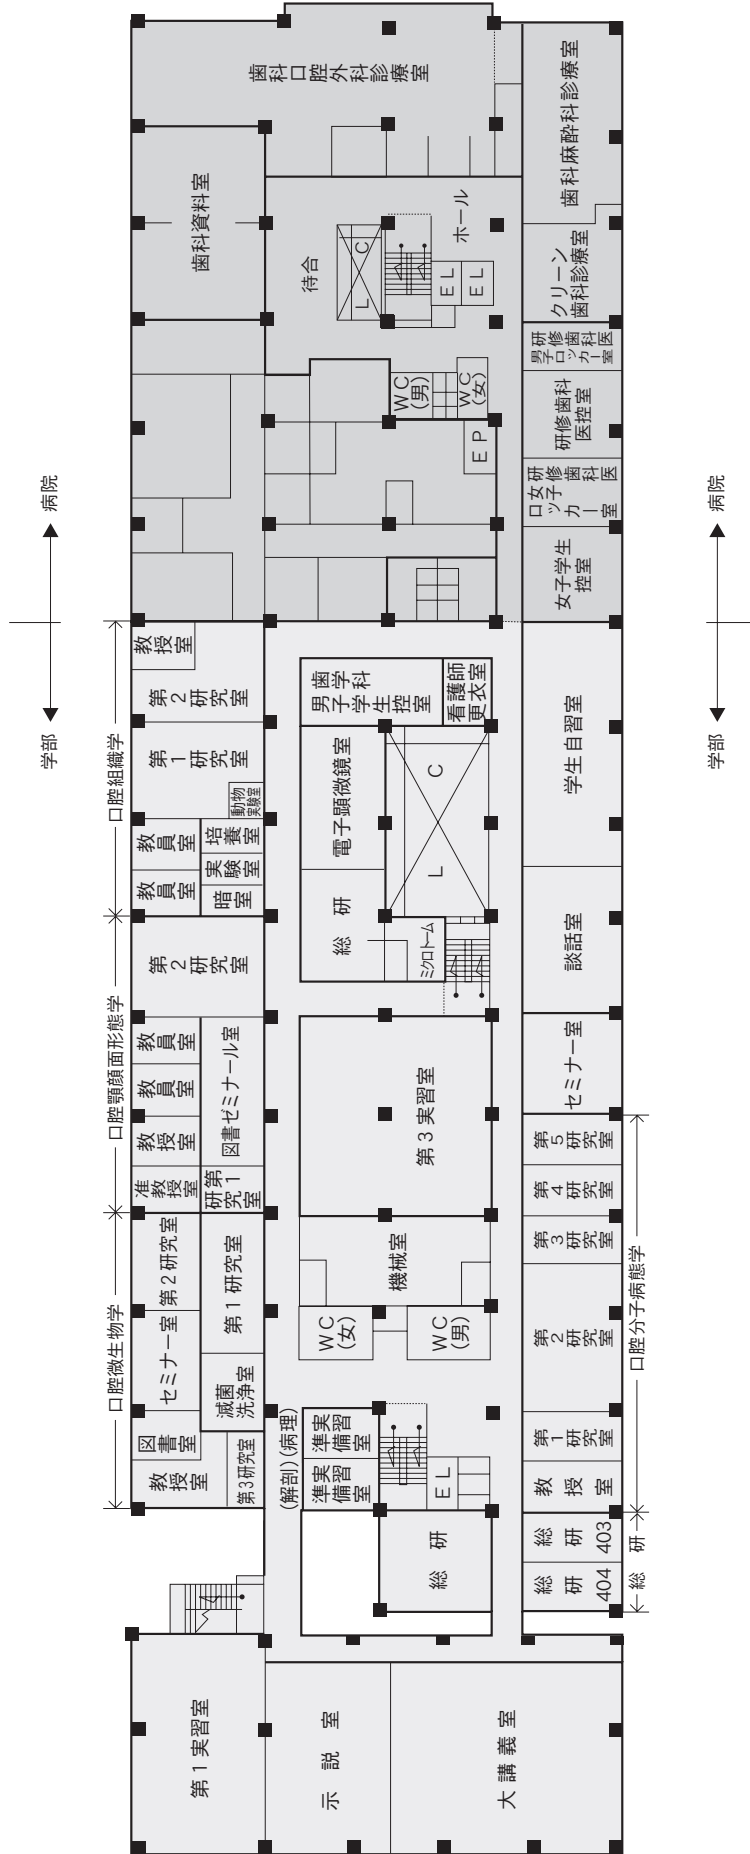 歯科口腔外科診療室
歯科麻酔科診療室
歯科資料室
待合
ホール
L C
EL
EL
クリーン
歯科診療室
研修歯科医
男子ロッカー室
WC
(男)
WC
(女)
研修歯科
医控室
EP
女子研修歯科医
ロッカー室
女子学生
控室
病院
学部
病院
学部
口腔組織学
教授室
第2研究室
第1研究室
動物
実験室
教員室
培養室
実験室
教員室
暗室
歯学科
男子学生控室
看護師
更衣室
電子顕微鏡室
L C
総研
ミクロトーム
学生自習室
談話室
セミナー室
口腔顎顔面形態学
第2研究室
教員室
教員室
図書ゼミナール室
教授室
准教授室
第1
研究室
第3実習室
機械室
WC
(女)
WC
(男)
口腔微生物学
第2研究室
第1研究室
セミナー室
滅菌
洗浄室
図書室
教授室
第3研究室
(病理)
実習
準備室
(解剖)
実習
準備室
EL
総研
口腔分子病態学
第5研究室
第4研究室
第3研究室
第2研究室
第1研究室
教授室
総研
総研403
総研404
第1実習室
示説室
大講義室